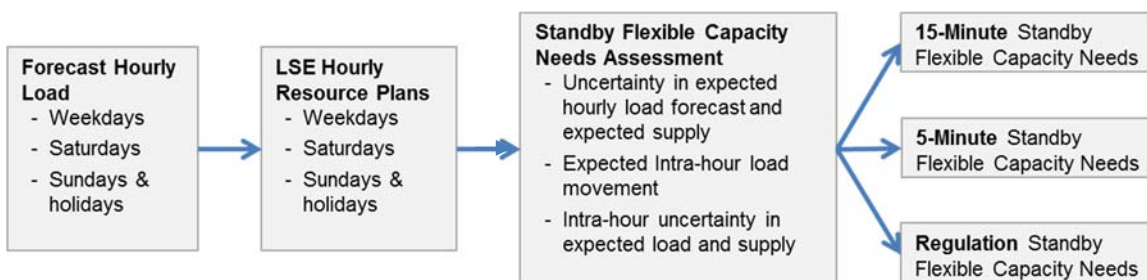 Forecast Hourly
Load
- Weekdays
- Saturdays
- Sundays &
holidays
LSE Hourly
Resource Plans
- Weekdays
- Saturdays
- Sundays &
holidays
Standby Flexible Capacity
Needs Assessment
- Uncertainty in expected
hourly load forecast and
expected supply
- Expected Intra-hour load
movement
- Intra-hour uncertainty in
expected load and supply
15-Minute Standby
Flexible Capacity Needs
5-Minute Standby
Flexible Capacity Needs
Regulation Standby
Flexible Capacity Needs